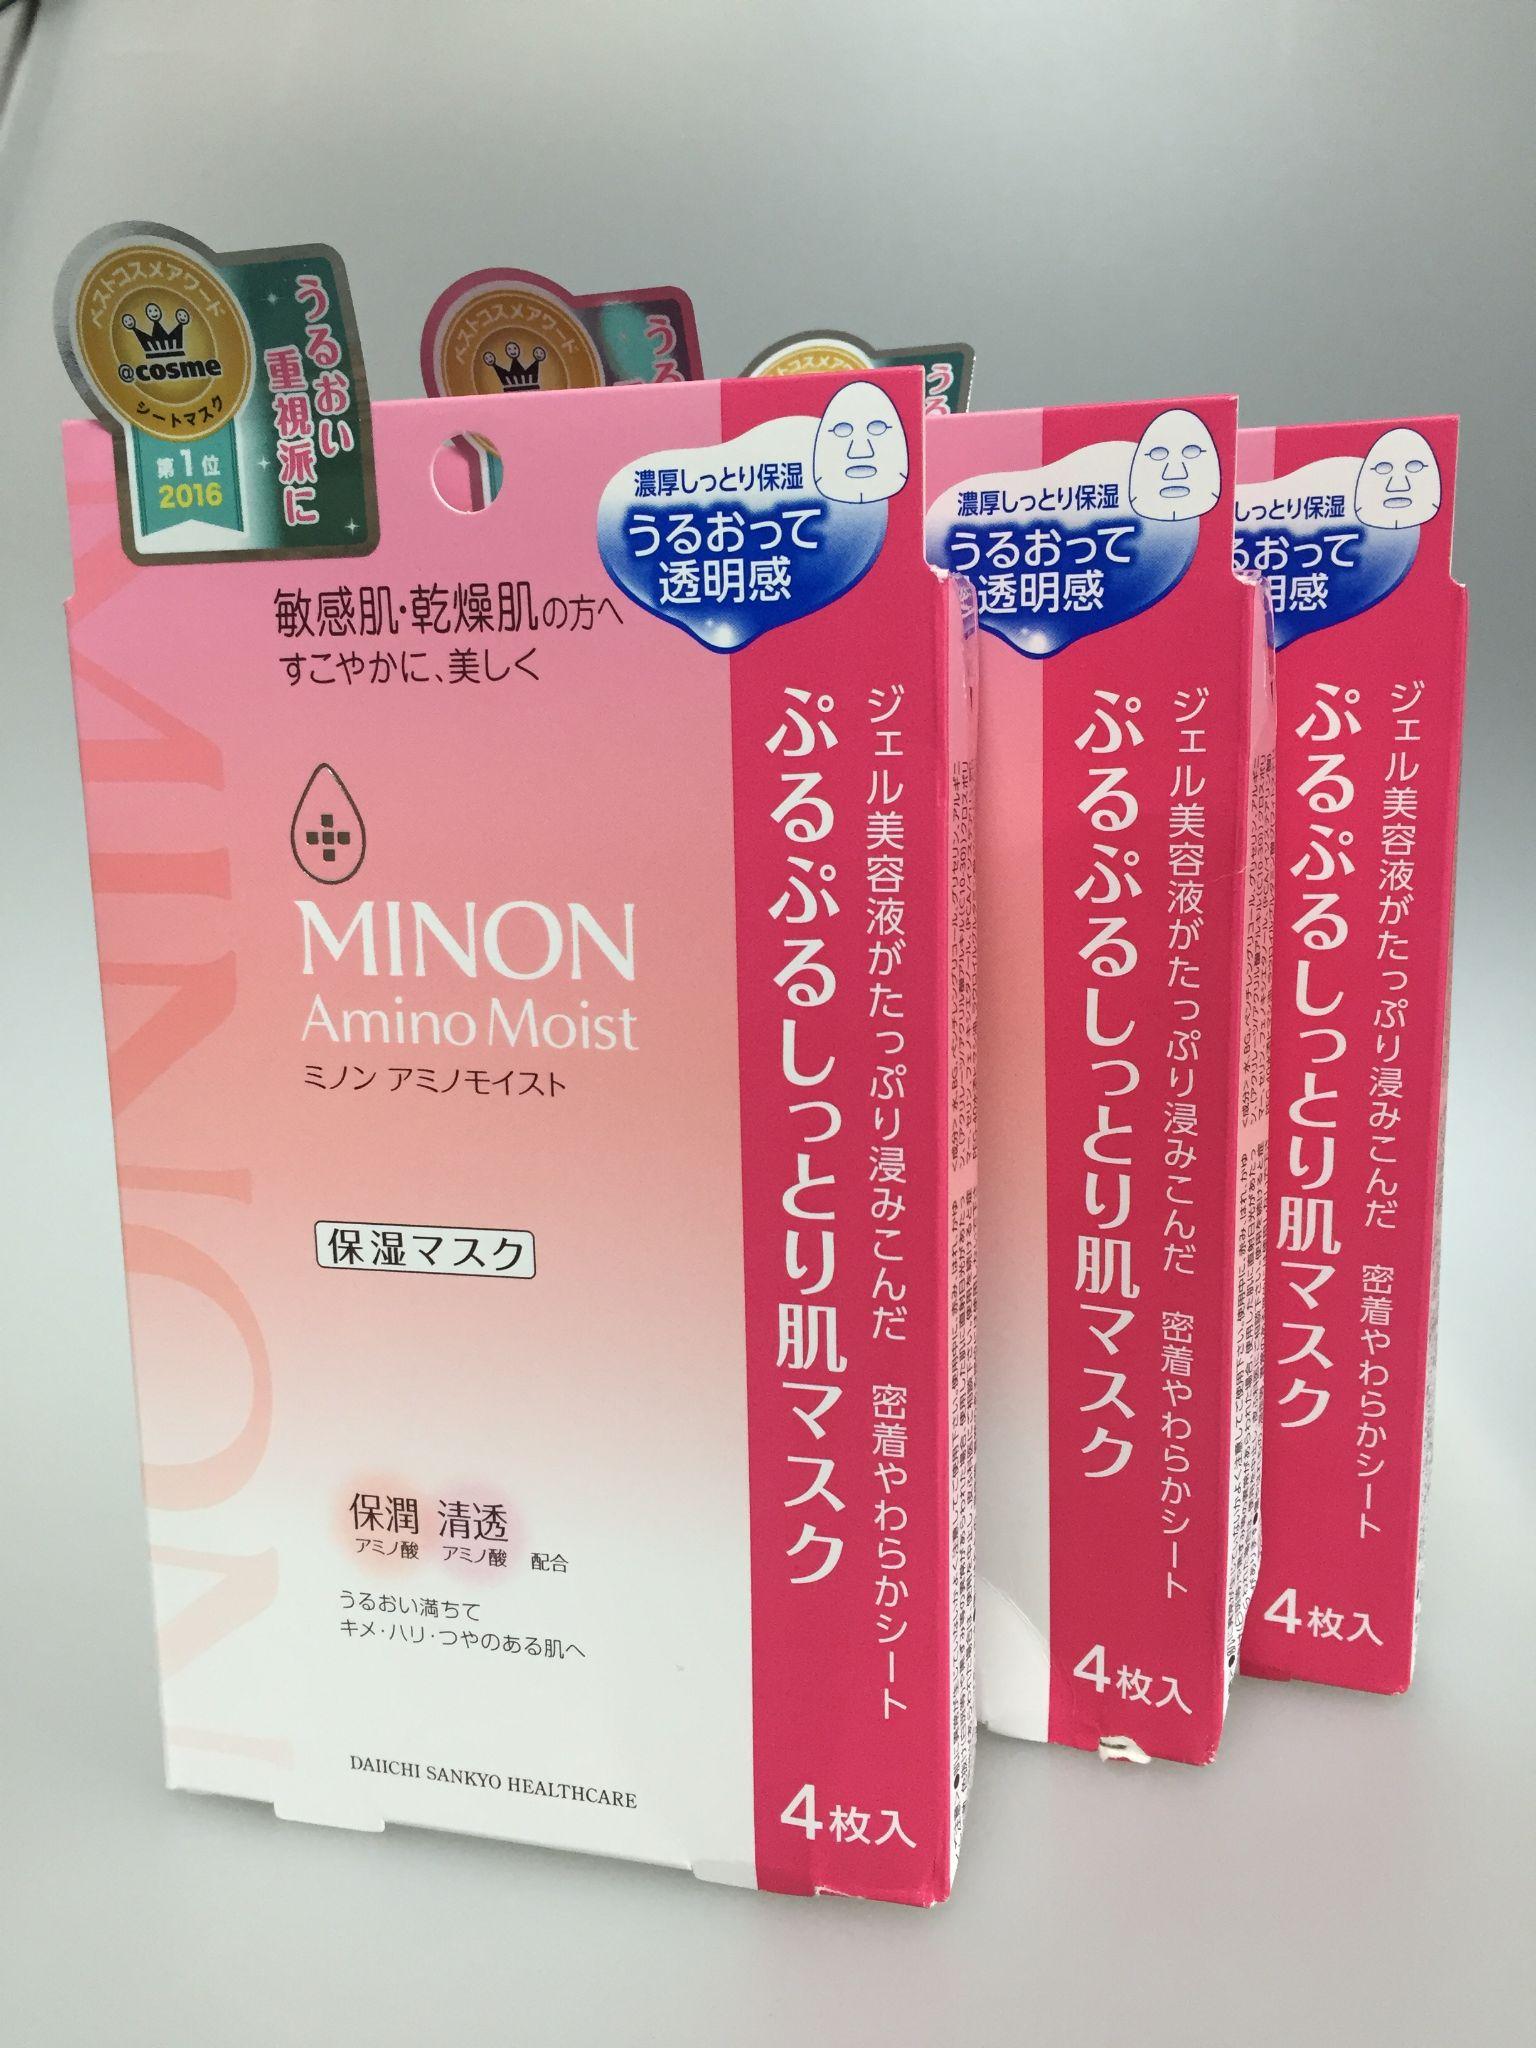 ベストコスメアワード
@cosme
シートマスク
第1位
2016
うるおい
重視派に
ベストコスメアワード
濃厚しっとり保湿
うるおって
透明感
敏感肌・乾燥肌の方へ
すこやかに、美しく
MINON
MINON
Amino Moist
ミノン アミノモイスト
保湿マスク
保潤 清透
アミノ酸 アミノ酸 配合
うるおい満ちて
キメ・ハリ・つやのある肌へ
DAIICHI SANKYO HEALTHCARE
ジェル美容液がたっぷり浸みこんだ 密着やわらかシート
ぷるぷるしっとり肌マスク
4枚入
濃厚しっとり保湿
うるおって
透明感
ジェル美容液がたっぷり浸みこんだ 密着やわらかシート
ぷるぷるしっとり肌マスク
4枚入
しっとり保湿
るおって
明感
ジェル美容液がたっぷり浸みこんだ 密着やわらかシート
ぷるぷるしっとり肌マスク
4枚入